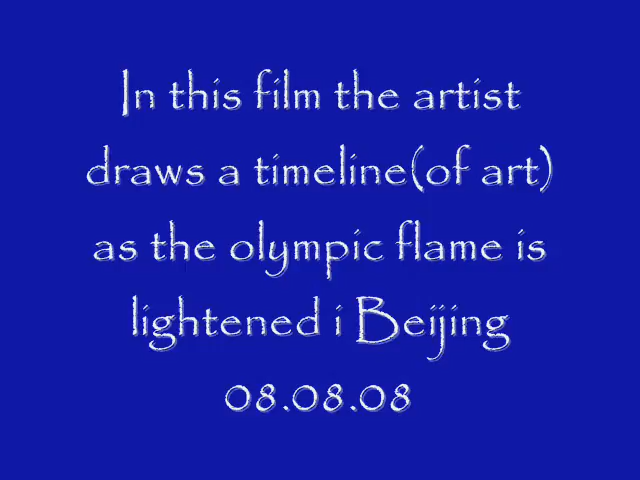 In this film the artist
draws a timeline(of art)
as the olympic flame is
lightened i Beijing
08.08.08